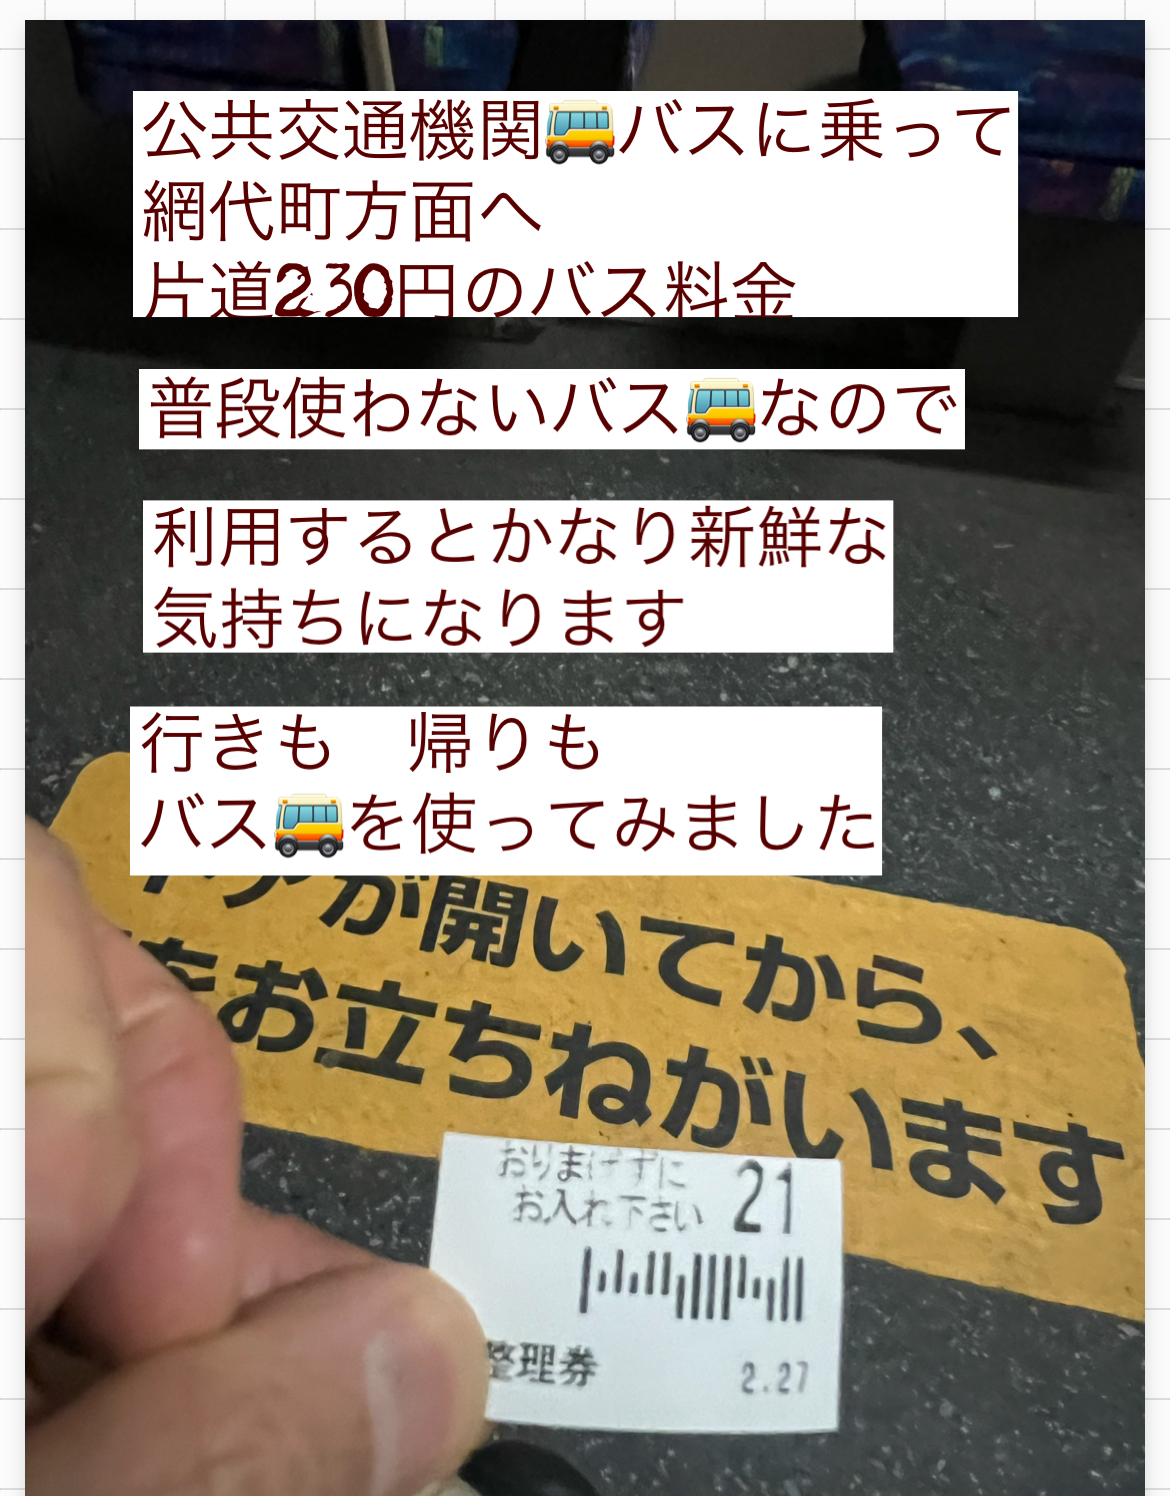 公共交通機関🚌バスに乗って
網代町方面へ
片道230円のバス料金
普段使わないバス🚌なので
利用するとかなり新鮮な
気持ちになります
行きも　帰りも
バス🚌を使ってみました
が開いてから、
お立ちねがいます
おりまげずに
お入れ下さい
21
整理券
2.27